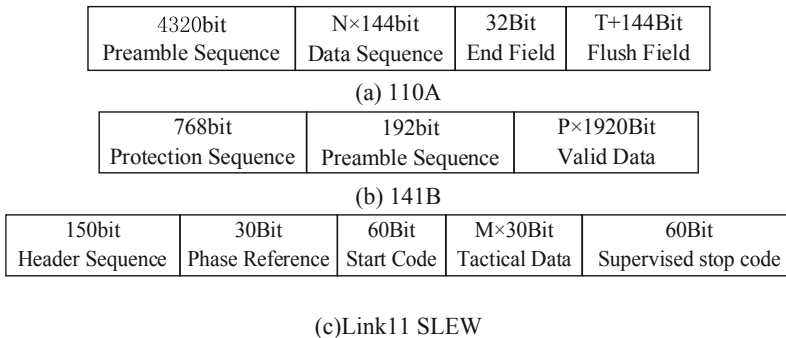 4320bit N×144bit 32Bit T+144Bit
Preamble Sequence Data Sequence End Field Flush Field
(a) 110A
768bit 192bit P×1920Bit
Protection Sequence Preamble Sequence Valid Data
(b) 141B
150bit 30Bit 60Bit M×30Bit 60Bit
Header Sequence Phase Reference Start Code Tactical Data Supervised stop code
(c)Link11 SLEW